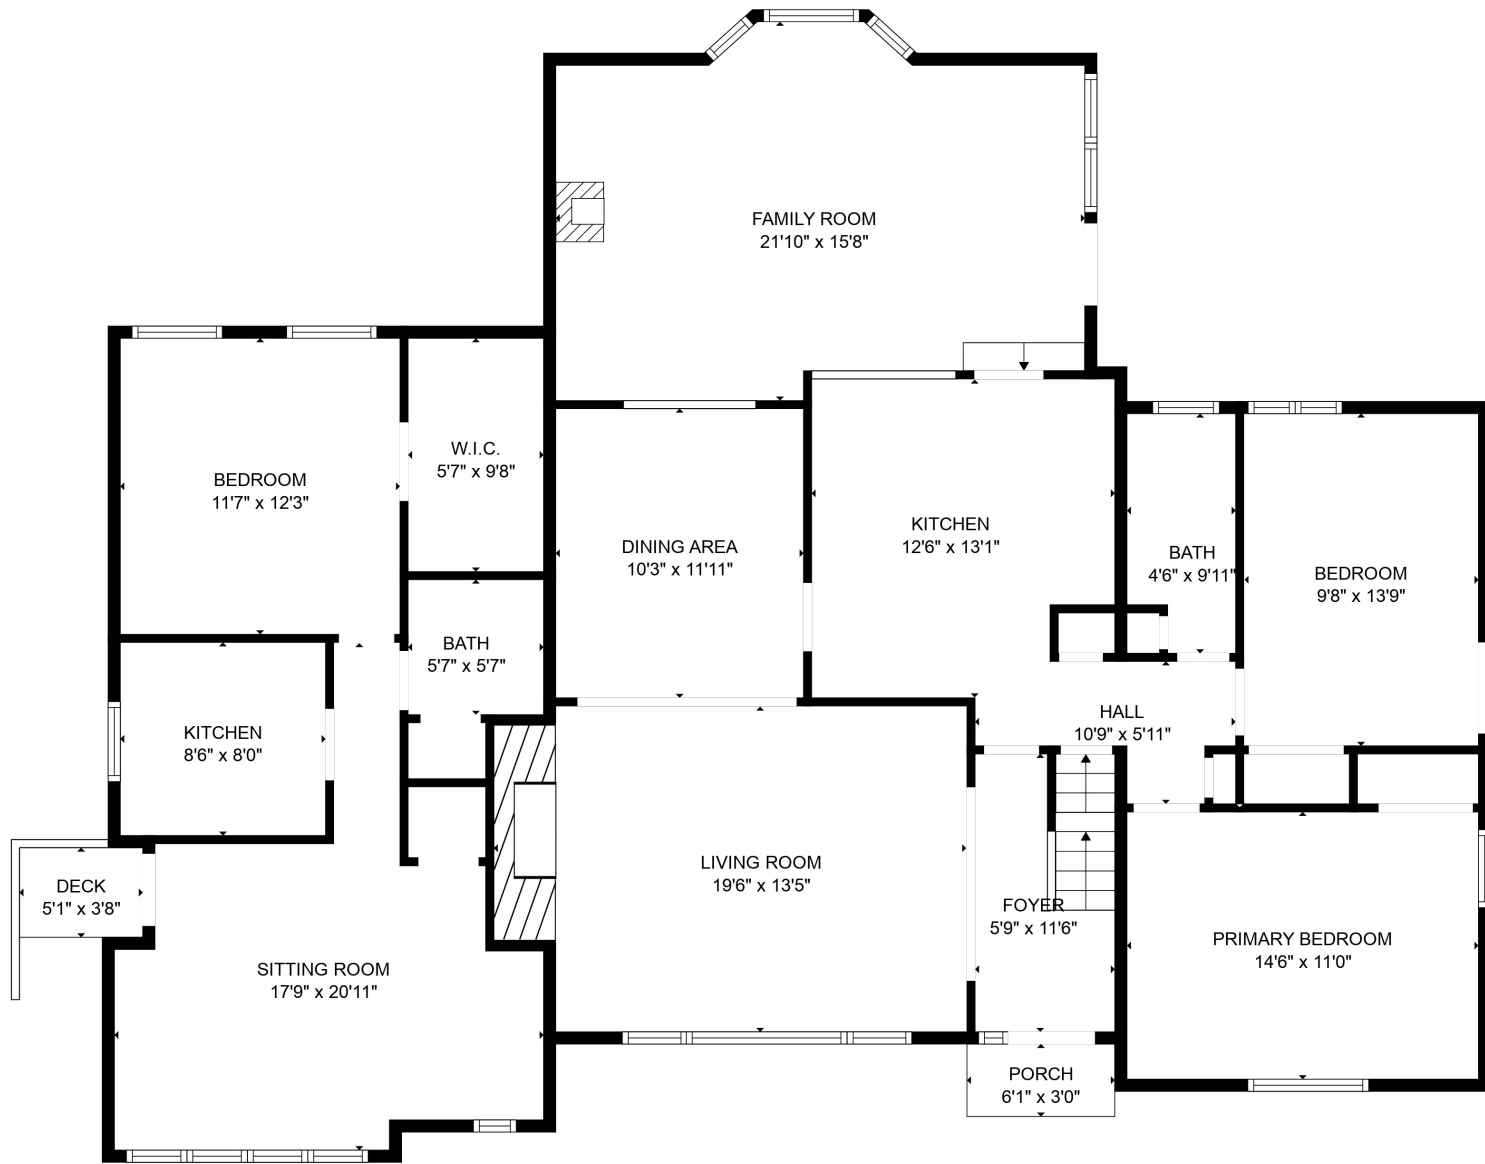 FAMILY ROOM
21'10" x 15'8"
W.I.C.
5'7" x 9'8"
BEDROOM
11'7" x 12'3"
KITCHEN
12'6" x 13'1"
DINING AREA
10'3" x 11'11"
BATH
4'6" x 9'11"
BEDROOM
9'8" x 13'9"
BATH
5'7" x 5'7"
HALL
10'9" x 5'11"
KITCHEN
8'6" x 8'0"
LIVING ROOM
19'6" x 13'5"
DECK
5'1" x 3'8"
FOYER
5'9" x 11'6"
PRIMARY BEDROOM
14'6" x 11'0"
SITTING ROOM
17'9" x 20'11"
PORCH
6'1" x 3'0"